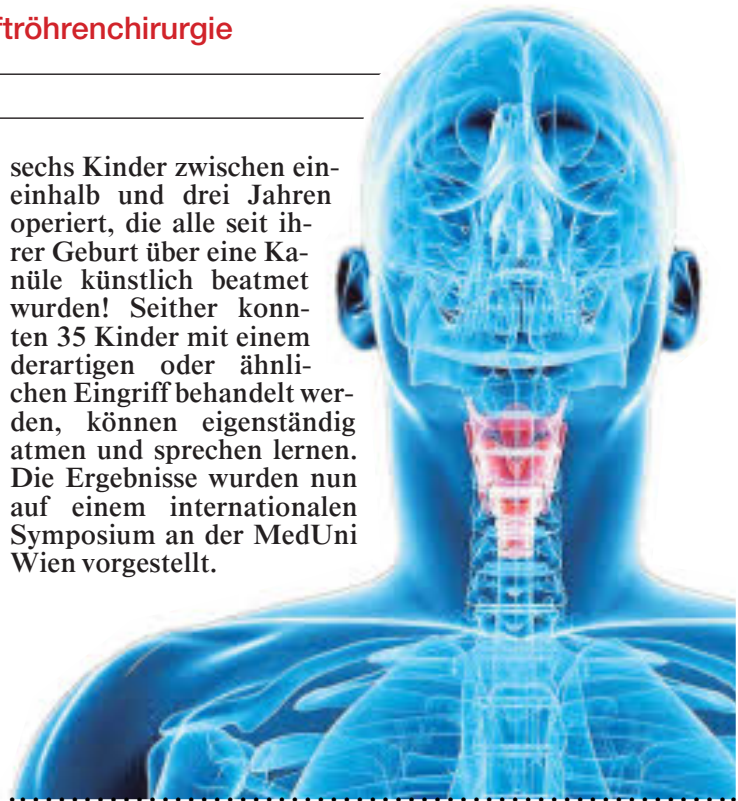 ftröhrenchirurgie
sechs Kinder zwischen ein-
einhalb und drei Jahren
operiert, die alle seit ih-
rer Geburt über eine Ka-
nüle künstlich beatmet
wurden! Seither konn-
ten 35 Kinder mit einem
derartigen oder ähnli-
chen Eingriff behandelt wer-
den, können eigenständig
atmen und sprechen lernen.
Die Ergebnisse wurden nun
auf einem internationalen
Symposium an der MedUni
Wien vorgestellt.